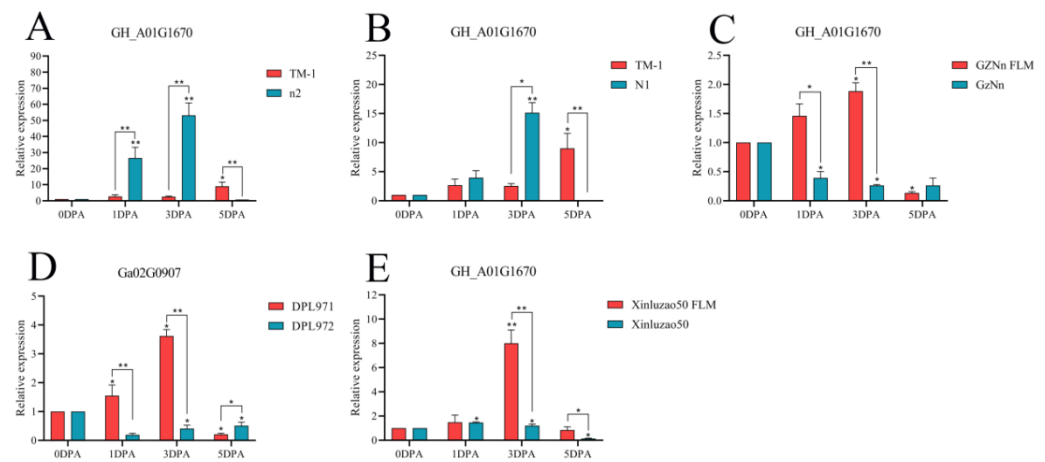 A
GH_A01G1670
Relative expression
90
80
70
60
50
40
30
20
10
0
** ** ** ** * **
0DPA 1DPA 3DPA 5DPA
TM-1
n2
B
GH_A01G1670
Relative expression
25
20
15
10
5
0
* ** * **
0DPA 1DPA 3DPA 5DPA
TM-1
N1
C
GH_A01G1670
Relative expression
2.5
2.0
1.5
1.0
0.5
0.0
* * * ** * *
0DPA 1DPA 3DPA 5DPA
GZNn FLM
GzNn
D
Ga02G0907
Relative expression
5
4
3
2
1
0
* ** * ** * * * *
0DPA 1DPA 3DPA 5DPA
DPL971
DPL972
E
GH_A01G1670
Relative expression
12
10
8
6
4
2
0
* ** ** * * *
0DPA 1DPA 3DPA 5DPA
Xinluzao50 FLM
Xinluzao50